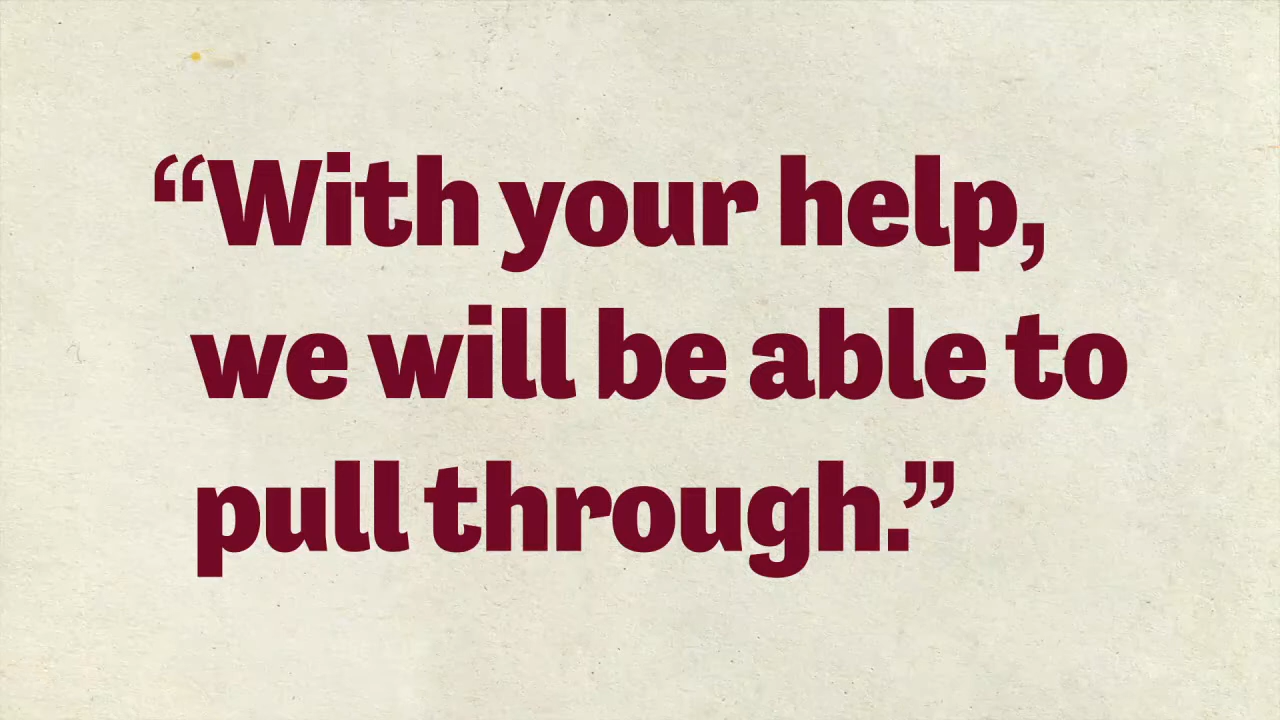 “With your help,
we will be able to
pull through.”